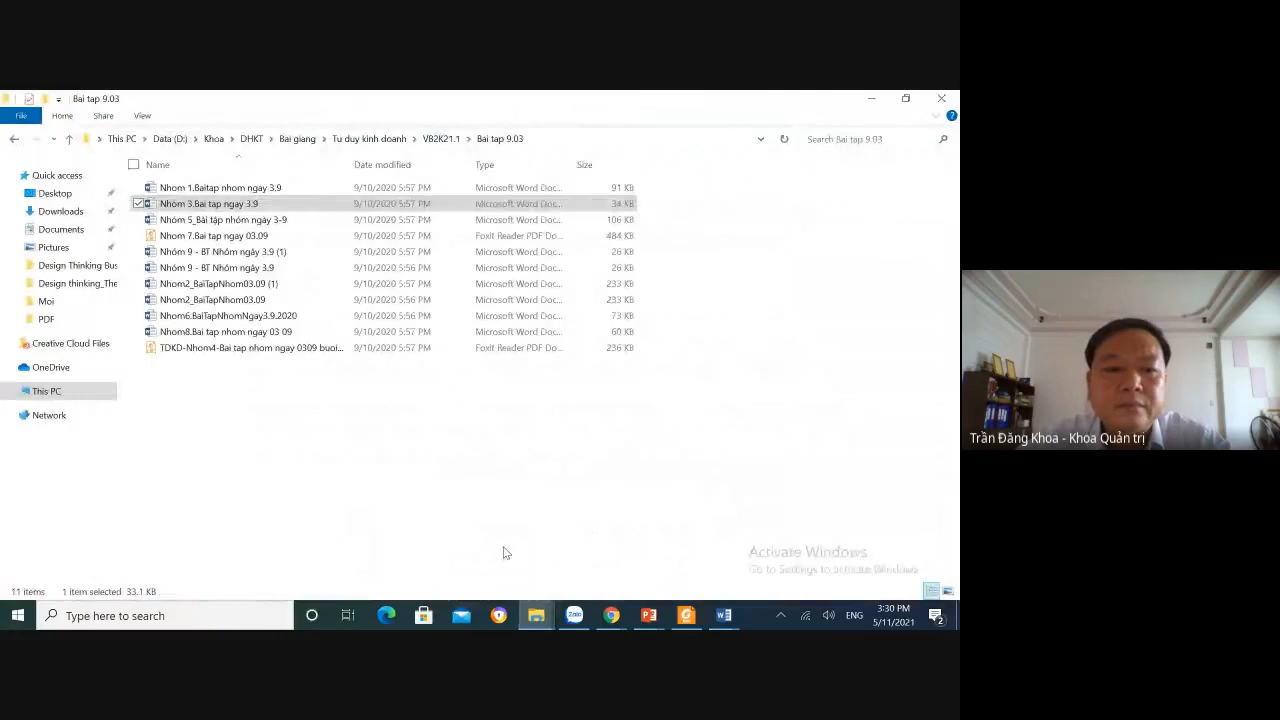 Bai tap 9.03
File Home Share View
This PC Data (D:) Khoa DHKT Bai giang Tu duy kinh doanh VB2K21.1 Bai tap 9.03 Search Bai tap 9.03
Name Date modified Type Size
Quick access
Desktop
Downloads
Documents
Pictures
Design Thinking Bus
Design thinking_The
Moi
PDF
Creative Cloud Files
OneDrive
This PC
Network
Nhom 1.Baitap nhom ngay 3.9 9/10/2020 5:57 PM Microsoft Word Doc... 91 KB
Nhóm 3.Bai tap ngay 3.9 9/10/2020 5:57 PM Microsoft Word Doc... 34 KB
Nhóm 5_Bài tập nhóm ngày 3-9 9/10/2020 5:57 PM Microsoft Word Doc... 106 KB
Nhom 7.Bai tap ngay 03.09 9/10/2020 5:57 PM Foxit Reader PDF Do... 484 KB
Nhóm 9 - BT Nhóm ngày 3.9 (1) 9/10/2020 5:56 PM Microsoft Word Doc... 26 KB
Nhóm 9 - BT Nhóm ngày 3.9 9/10/2020 5:56 PM Microsoft Word Doc... 26 KB
Nhom2_BaiTapNhom03.09 (1) 9/10/2020 5:57 PM Microsoft Word Doc... 233 KB
Nhom2_BaiTapNhom03.09 9/10/2020 5:56 PM Microsoft Word Doc... 233 KB
Nhom6.BaiTapNhomNgay3.9.2020 9/10/2020 5:56 PM Microsoft Word Doc... 73 KB
Nhom8.Bai tap nhom ngay 03 09 9/10/2020 5:57 PM Microsoft Word Doc... 60 KB
TDKD-Nhom4-Bai tap nhom ngay 0309 buoi... 9/10/2020 5:57 PM Foxit Reader PDF Do... 236 KB
Trần Đăng Khoa - Khoa Quản trị
Activate Windows
Go to Settings to activate Windows.
11 items 1 item selected 33.1 KB
Type here to search
Zalo
ENG
3:30 PM
5/11/2021
2